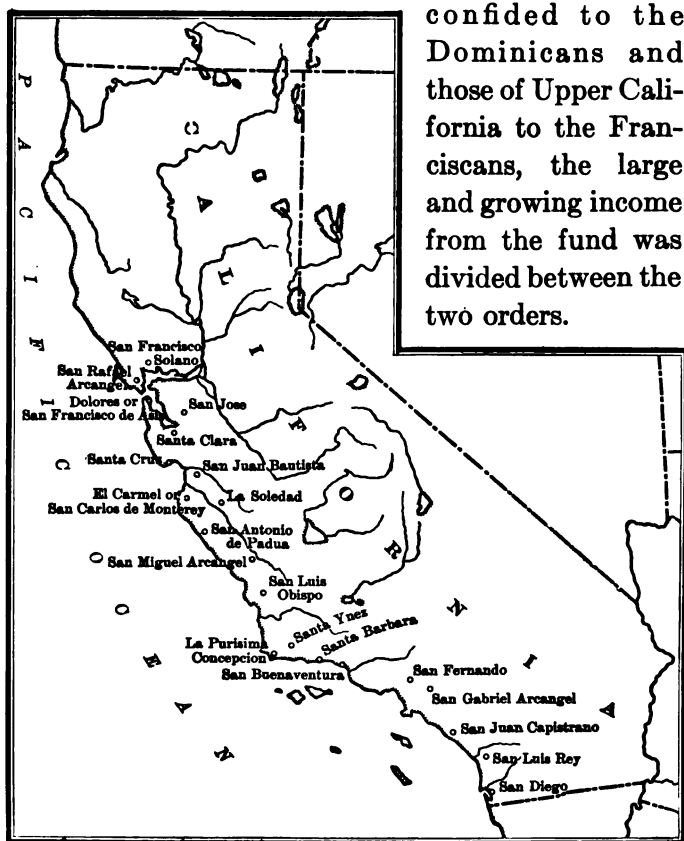 confided to the
Dominicans and
those of Upper Cali-
fornia to the Fran-
ciscans, the large
and growing income
from the fund was
divided between the
two orders.
PACIFIC OCEAN
CALIFORNIA
San Francisco
Solano
San Rafael
Arcangel
Dolores or
San Francisco de Asis
San Jose
Santa Clara
Santa Cruz
San Juan Bautista
El Carmel or
San Carlos de Monterey
La Soledad
San Antonio
de Padua
San Miguel Arcangel
San Luis
Obispo
Santa Ynez
La Purisima
Concepcion
Santa Barbara
San Buenaventura
San Fernando
San Gabriel Arcangel
San Juan Capistrano
San Luis Rey
San Diego